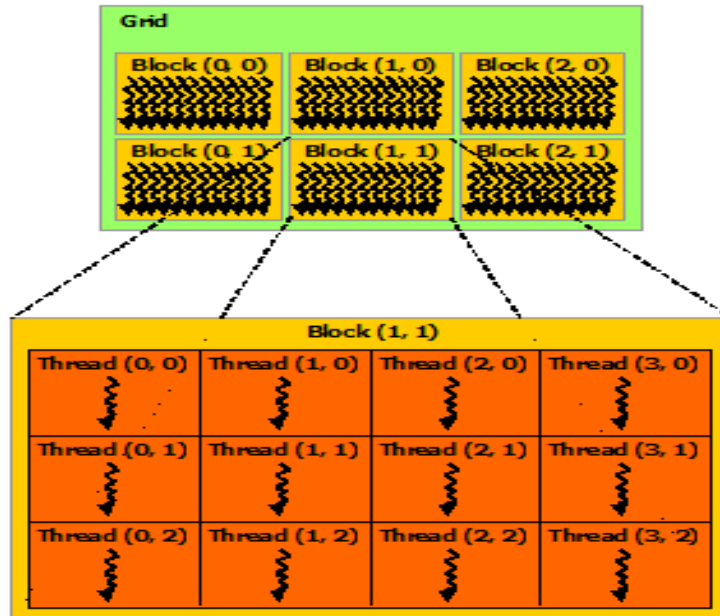 Grid
Block (0, 0) Block (1, 0) Block (2, 0)
Block (0, 1) Block (1, 1) Block (2, 1)
Block (1, 1)
Thread (0, 0) Thread (1, 0) Thread (2, 0) Thread (3, 0)
Thread (0, 1) Thread (1, 1) Thread (2, 1) Thread (3, 1)
Thread (0, 2) Thread (1, 2) Thread (2, 2) Thread (3, 2)